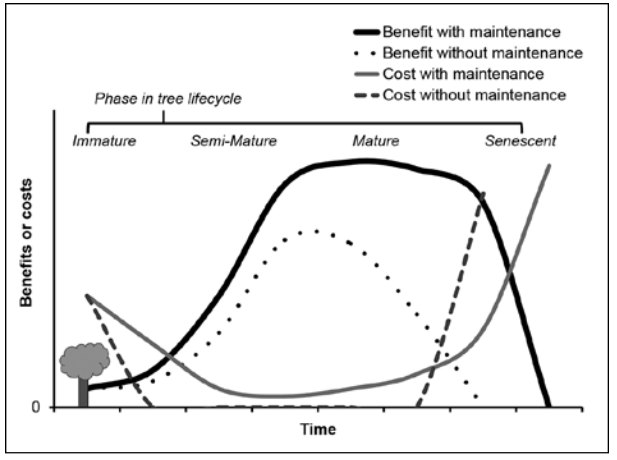 Benefit with maintenance
Benefit without maintenance
Cost with maintenance
Cost without maintenance
Phase in tree lifecycle
Immature Semi-Mature Mature Senescent
Benefits or costs
0
Time